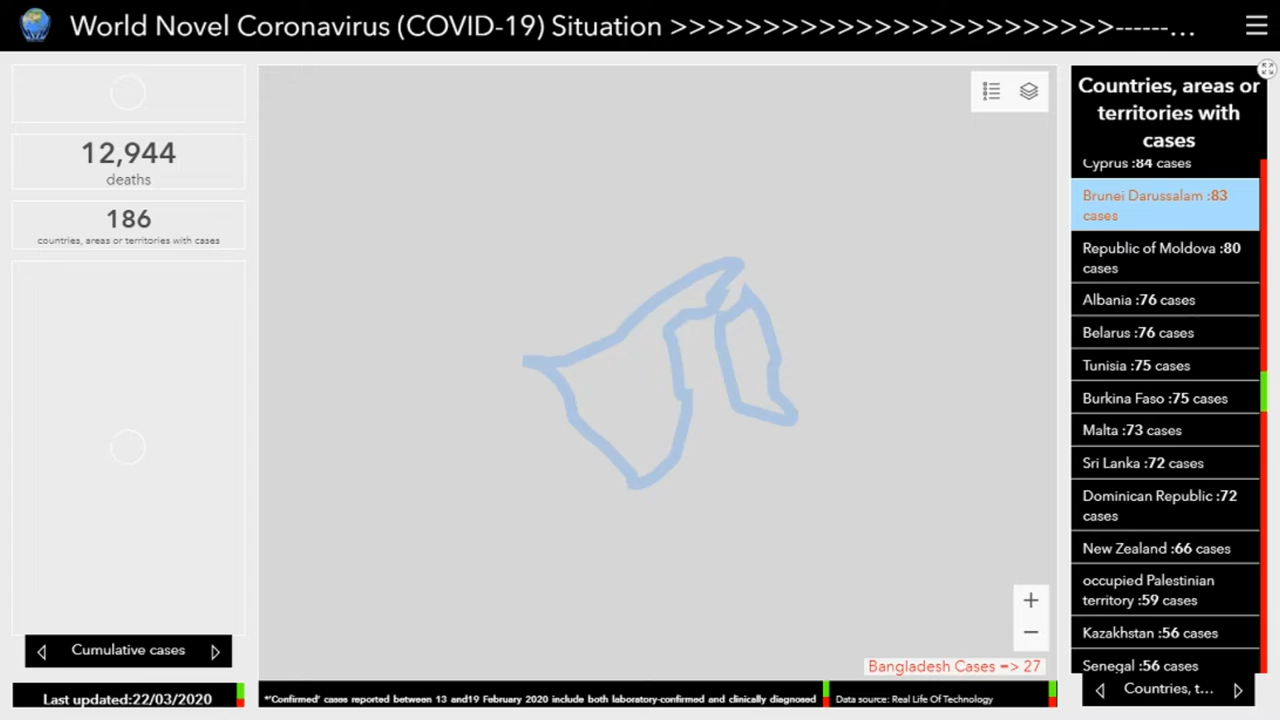 World Novel Coronavirus (COVID-19) Situation >>>>>>>>>>>>>>>>>>>>>>>>------...
12,944
deaths
186
countries, areas or territories with cases
Cumulative cases
Last updated:22/03/2020
Bangladesh Cases => 27
*'Confirmed' cases reported between 13 and19 February 2020 include both laboratory-confirmed and clinically diagnosed
Data source: Real Life Of Technology
Countries, areas or
territories with
cases
Cyprus :84 cases
Brunei Darussalam :83
cases
Republic of Moldova :80
cases
Albania :76 cases
Belarus :76 cases
Tunisia :75 cases
Burkina Faso :75 cases
Malta :73 cases
Sri Lanka :72 cases
Dominican Republic :72
cases
New Zealand :66 cases
occupied Palestinian
territory :59 cases
Kazakhstan :56 cases
Senegal :56 cases
Countries, t...